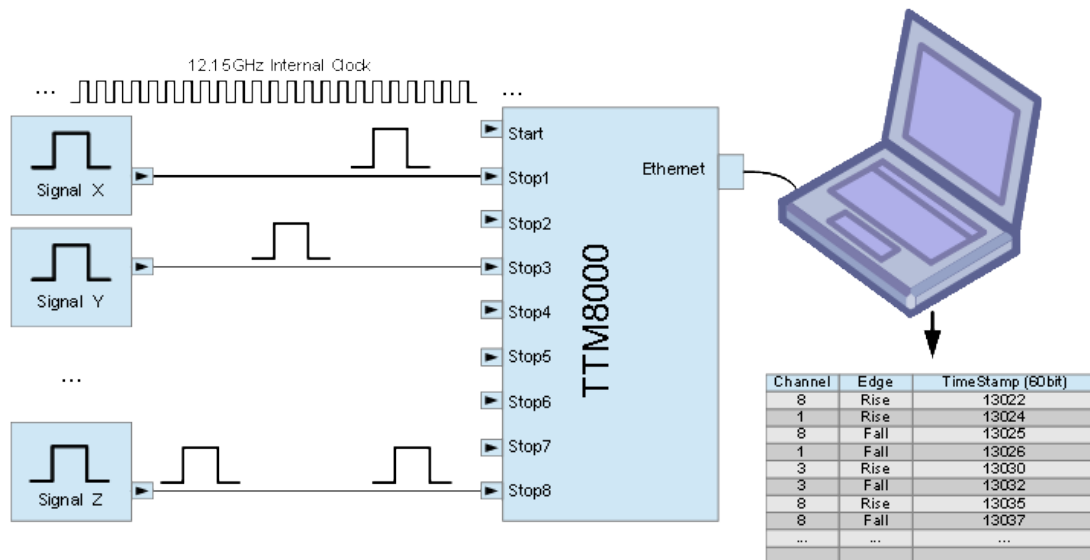 12.15GHz Internal Clock
...
...
Signal X
Signal Y
...
Signal Z
Start
Stop1
Stop2
Stop3
Stop4
Stop5
Stop6
Stop7
Stop8
TTM8000
Ethernet
Channel Edge TimeStamp (60bit)
8 Rise 13022
1 Rise 13024
8 Fall 13025
1 Fall 13026
3 Rise 13030
3 Fall 13032
8 Rise 13035
8 Fall 13037
... ... ...